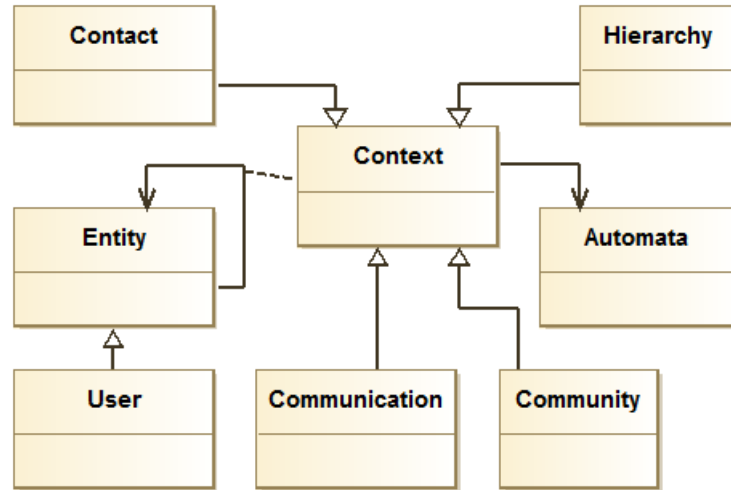 Contact
Hierarchy
Context
Entity
Automata
User
Communication
Community